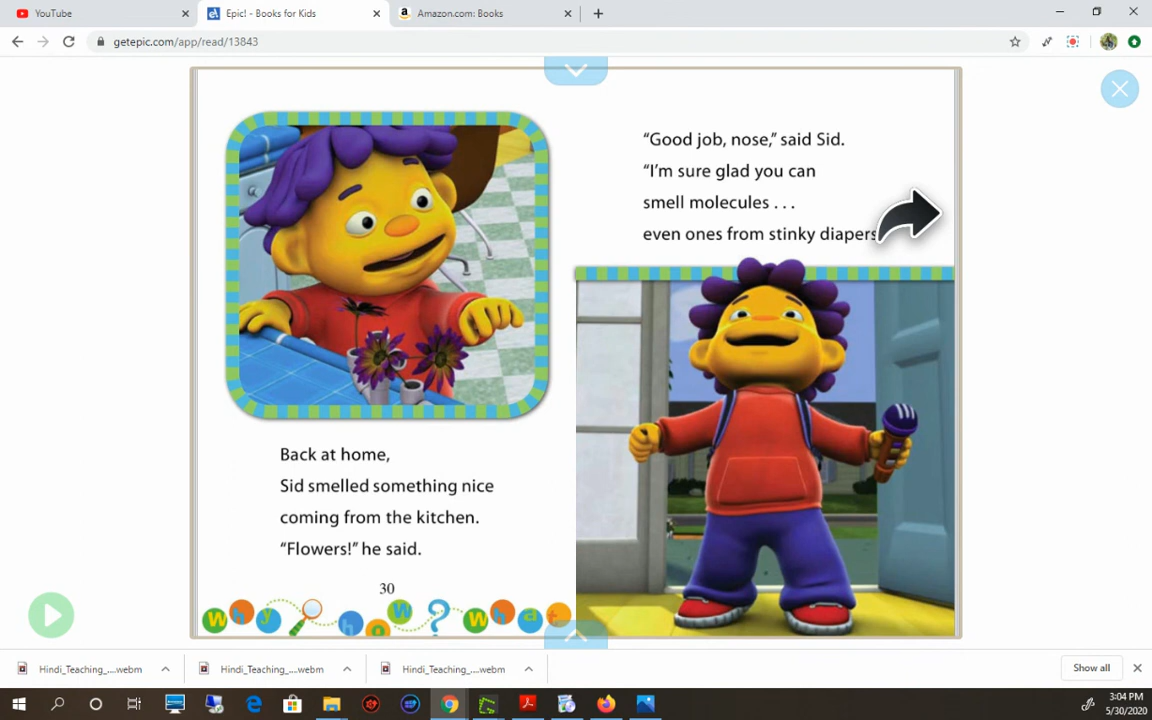 YouTube
Epic! - Books for Kids
Amazon.com: Books
getepic.com/app/read/13843
Back at home,
Sid smelled something nice
coming from the kitchen.
“Flowers!” he said.
30
why how what
“Good job, nose,” said Sid.
“I’m sure glad you can
smell molecules . . .
even ones from stinky diapers
Hindi_Teaching_....webm
Hindi_Teaching_....webm
Hindi_Teaching_....webm
Show all
3:04 PM
5/30/2020